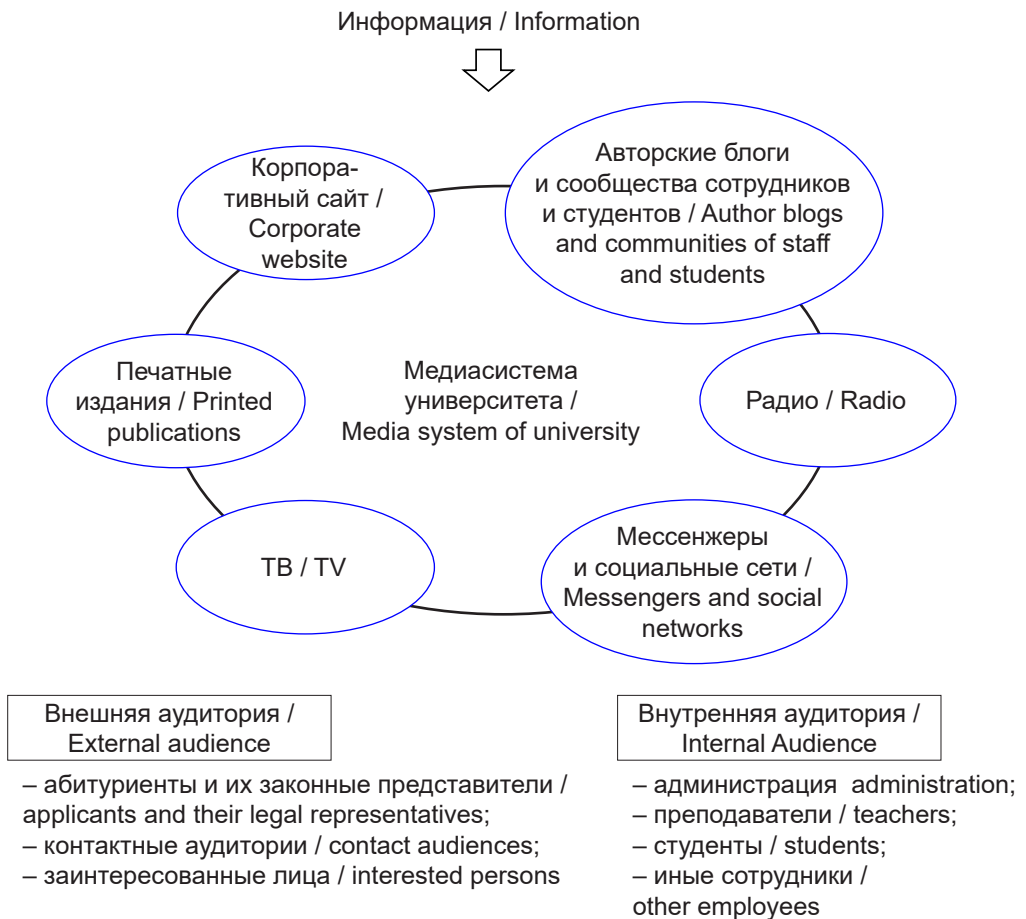 Информация / Information
Корпора-
тивный сайт /
Corporate
website
Авторские блоги
и сообщества сотрудников
и студентов / Author blogs
and communities of staff
and students
Печатные
издания / Printed
publications
Медиасистема
университета /
Media system of university
Радио / Radio
ТВ / TV
Мессенжеры
и социальные сети /
Messengers and social
networks
Внешняя аудитория /
External audience
– абитуриенты и их законные представители /
applicants and their legal representatives;
– контактные аудитории / contact audiences;
– заинтересованные лица / interested persons
Внутренняя аудитория /
Internal Audience
– администрация  administration;
– преподаватели / teachers;
– студенты / students;
– иные сотрудники /
other employees